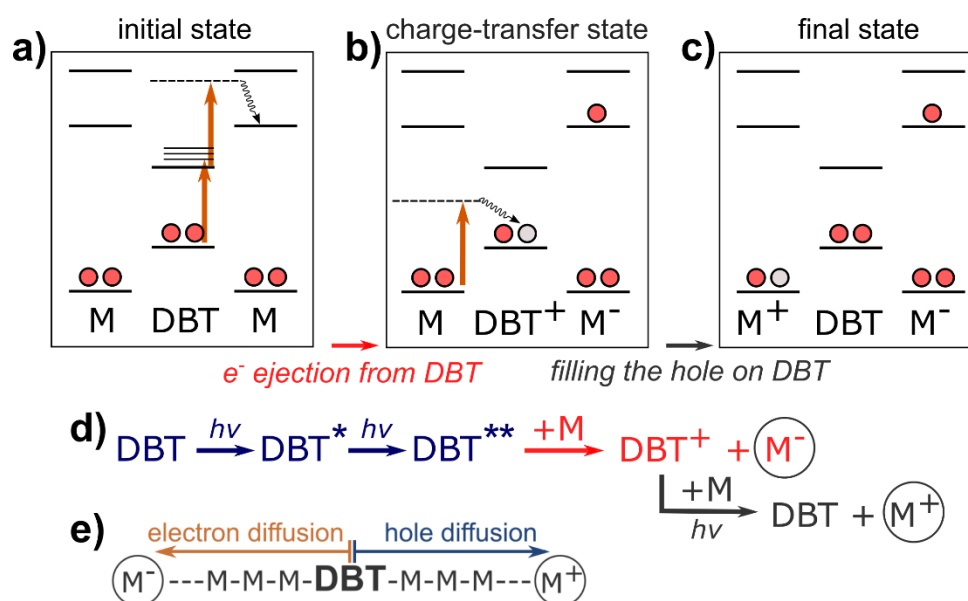 initial state
charge-transfer state
final state
a)
b)
c)
M DBT M
M DBT⁺ M⁻
M⁺ DBT M⁻
e⁻ ejection from DBT
filling the hole on DBT
d) DBT hν DBT* hν DBT** +M DBT⁺ + M⁻
+M
hν
DBT + M⁺
e) electron diffusion hole diffusion
M⁻ ---M-M-M-DBT-M-M-M--- M⁺